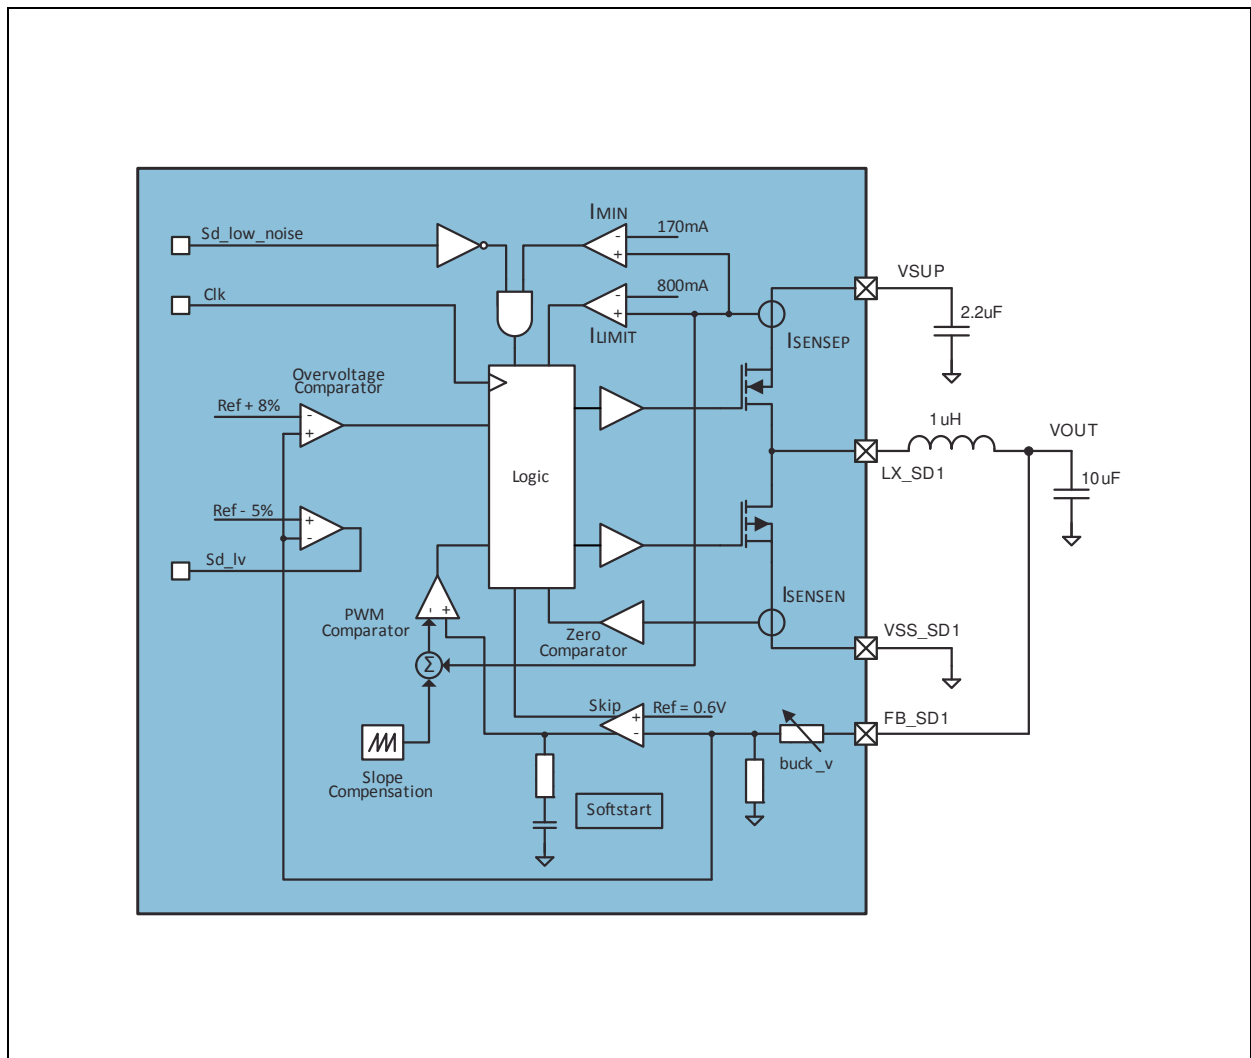 Sd_low_noise
IMIN
170mA
Clk
800mA
ILIMIT
VSUP
2.2uF
ISENSEP
Overvoltage
Comparator
Ref + 8%
-
+
Logic
1uH
VOUT
LX_SD1
10uF
Ref - 5%
+
-
Sd_lv
PWM
Comparator
- +
Zero
Comparator
ISENSEN
VSS_SD1
Σ
Skip
+
-
Ref = 0.6V
FB_SD1
buck_v
Slope
Compensation
Softstart